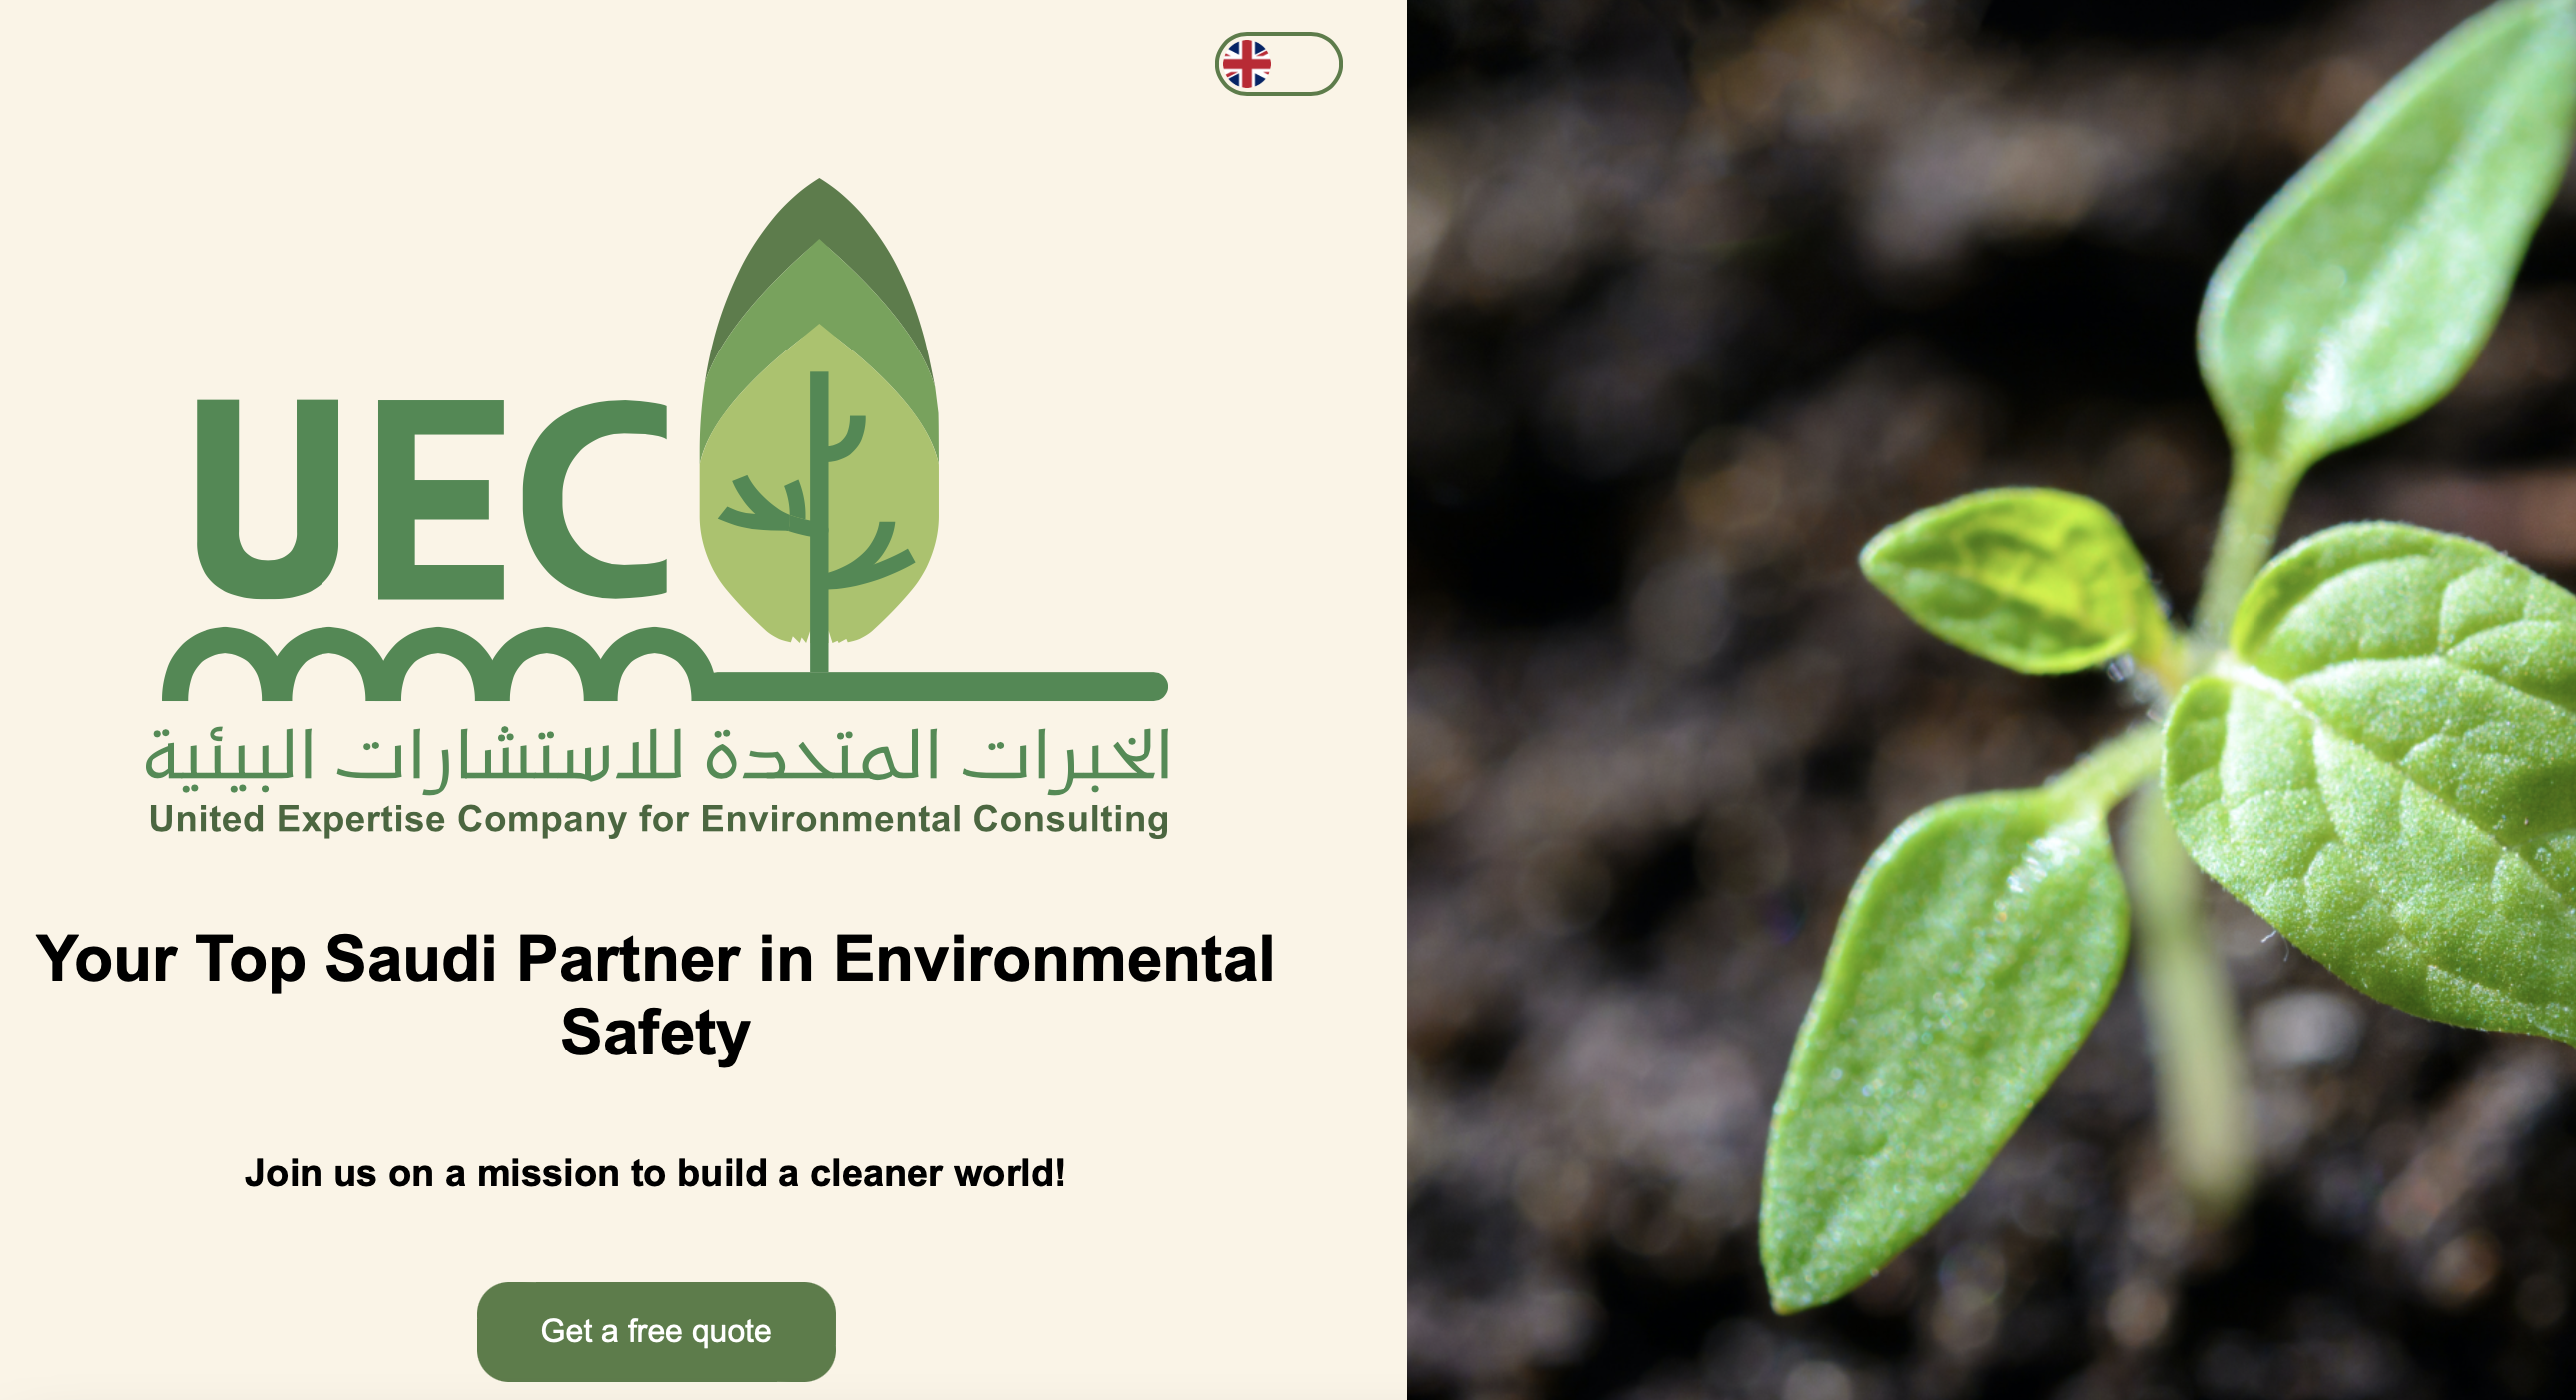 UEC
الخبرات المتحدة للاستشارات البيئية
United Expertise Company for Environmental Consulting
Your Top Saudi Partner in Environmental
Safety
Join us on a mission to build a cleaner world!
Get a free quote